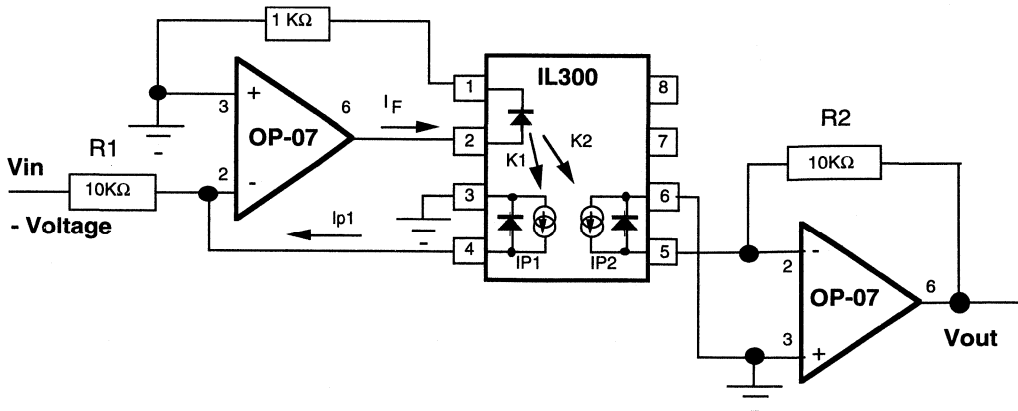 1 KΩ
IL300
1
8
+
3
6
I F
OP-07
2
7
K1
K2
R2
10KΩ
R1
Vin
10KΩ
2
-
3
6
- Voltage
Ip1
4
IP1
IP2
5
-
2
6
OP-07
3
+
Vout